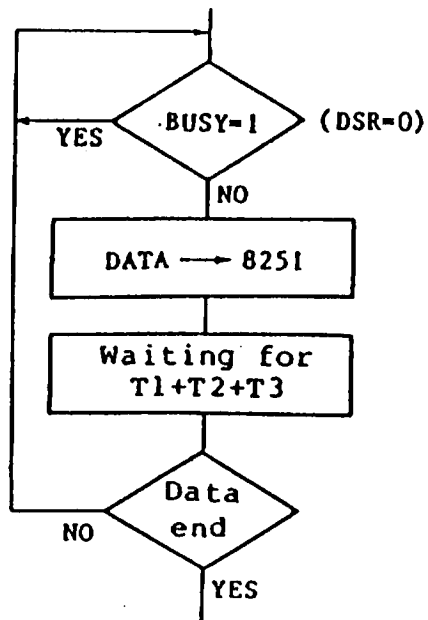 BUSY=1 (DSR=0)
YES
NO
DATA → 8251
Waiting for
T1+T2+T3
Data
end
NO
YES